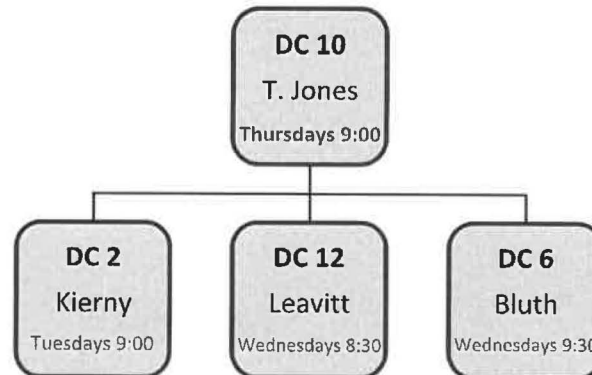 DC 10
T. Jones
Thursdays 9:00
DC 2
Kierny
Tuesdays 9:00
DC 12
Leavitt
Wednesdays 8:30
DC 6
Bluth
Wednesdays 9:30